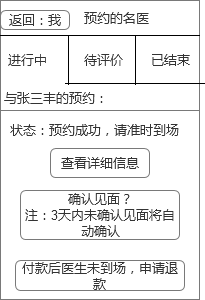 返回：我 预约的名医
进行中 待评价 已结束
与张三丰的预约：
状态：预约成功，请准时到场
查看详细信息
确认见面？
注：3天内未确认见面将自
动确认
付款后医生未到场，申请退
款